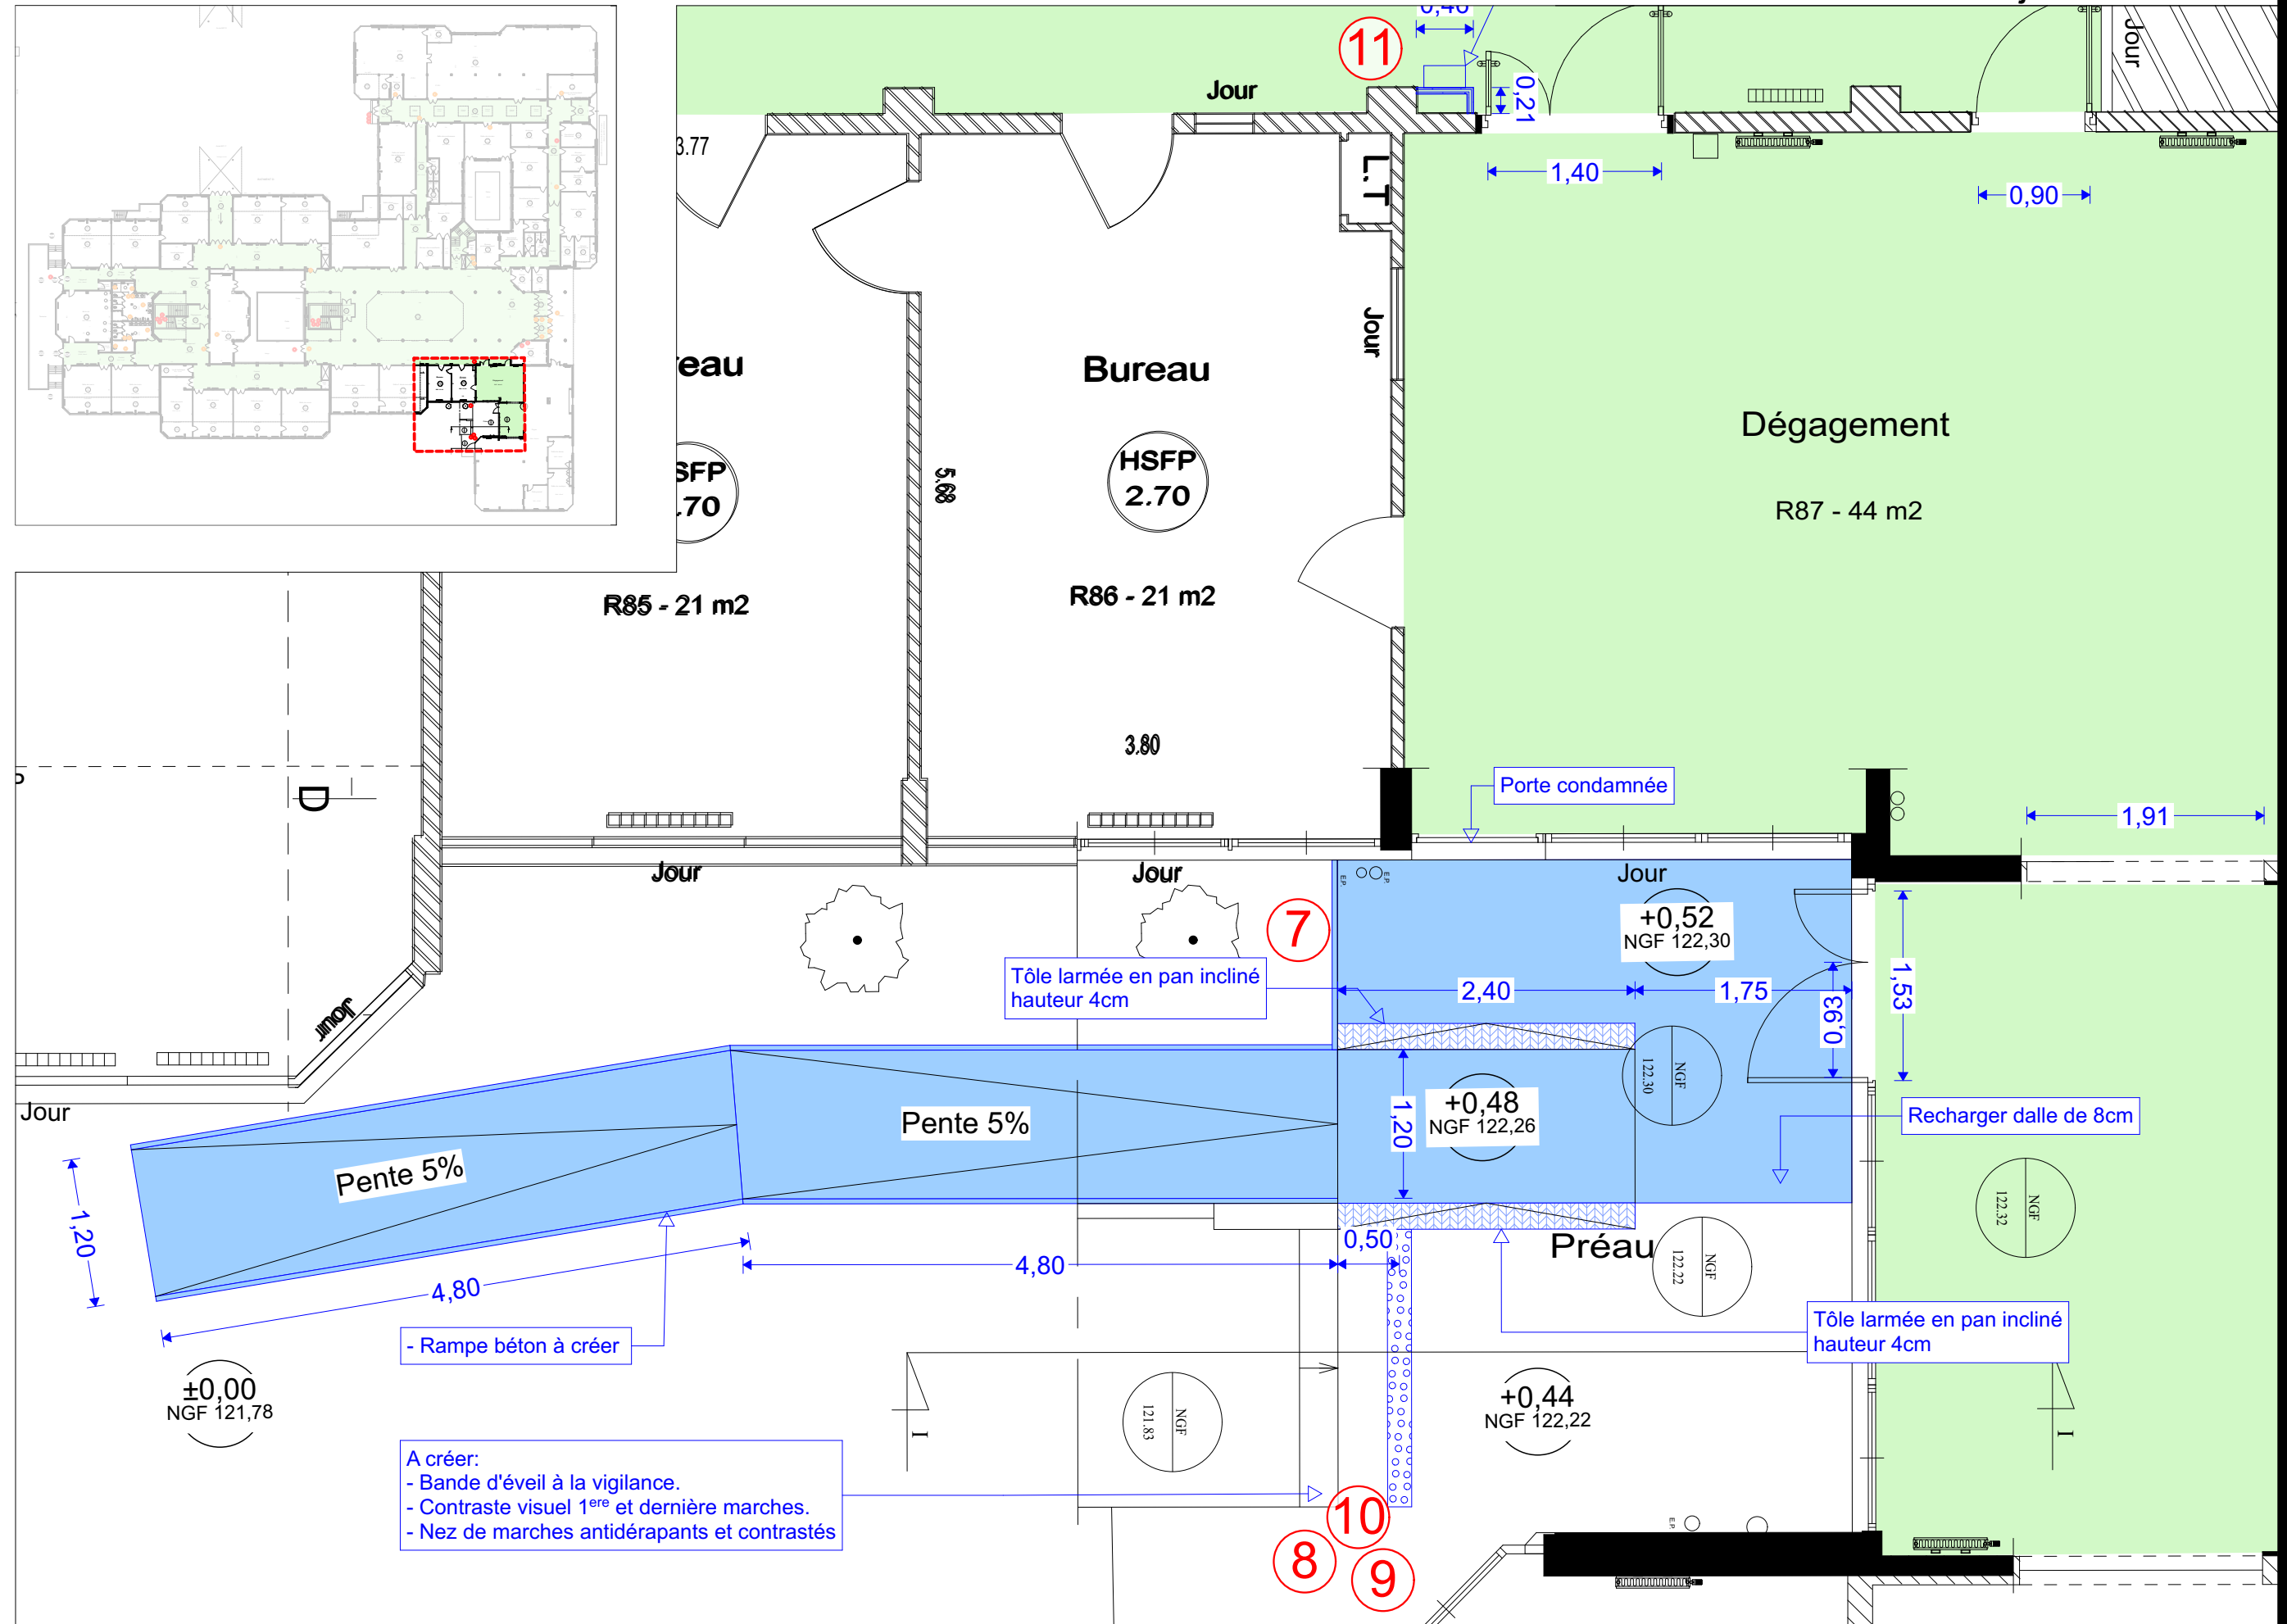 11
0,40
0,21
Jour
Jour
3.77
L.T
1,40
0,90
eau
Bureau
Jour
Dégagement
R87 - 44 m2
SFP
.70
5.68
HSFP
2.70
R85 - 21 m2
R86 - 21 m2
3.80
D
Porte condamnée
1,91
Jour
Jour
Jour
E.P.
E.P.
7
+0,52
NGF 122,30
Tôle larmée en pan incliné
hauteur 4cm
2,40
1,75
0,93
1,53
Jour
NGF
122.30
Jour
Pente 5%
+0,48
NGF 122,26
1,20
Recharger dalle de 8cm
Pente 5%
1,20
NGF
122.32
4,80
4,80
0,50
Préau
NGF
122.22
- Rampe béton à créer
Tôle larmée en pan incliné
hauteur 4cm
±0,00
NGF 121,78
NGF
121.83
+0,44
NGF 122,22
I
I
A créer:
- Bande d'éveil à la vigilance.
- Contraste visuel 1ere et dernière marches.
- Nez de marches antidérapants et contrastés
10
8
9
E.P.